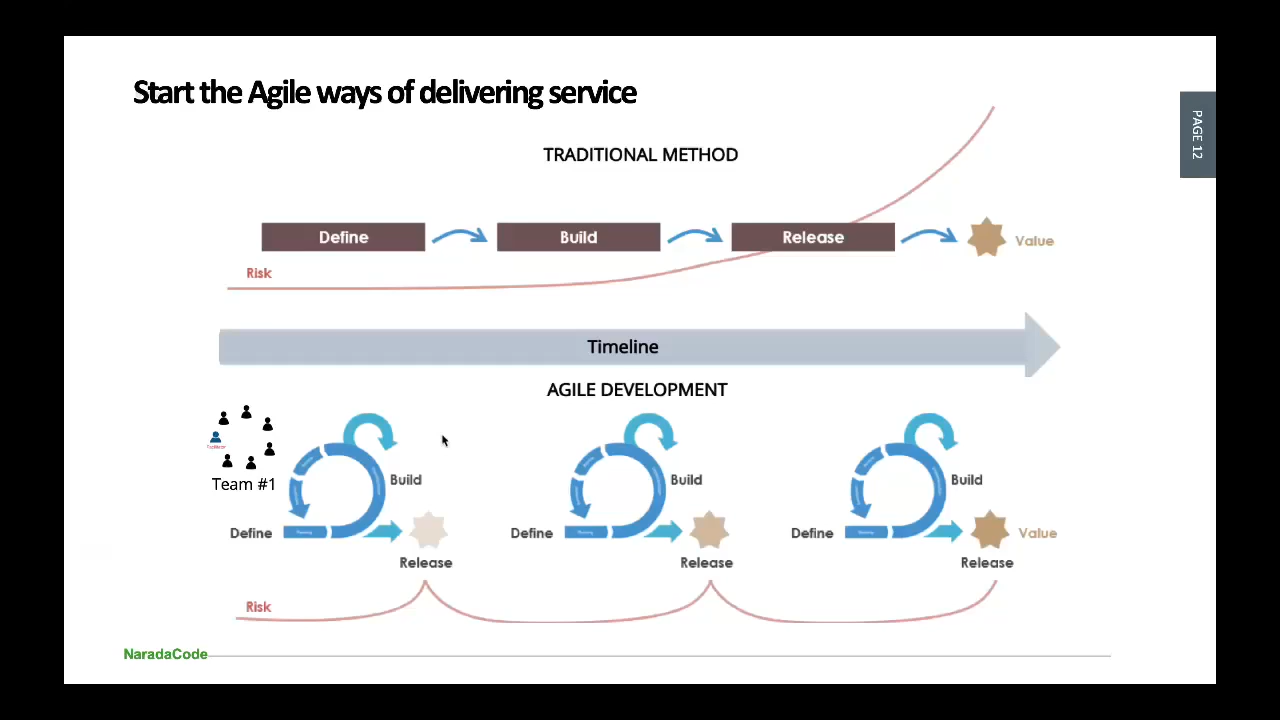 Start the Agile ways of delivering service
PAGE 12
TRADITIONAL METHOD
Define
Build
Release
Value
Risk
Timeline
AGILE DEVELOPMENT
Team #1
Build
Build
Build
Define
Define
Define
Value
Release
Release
Release
Risk
NaradaCode